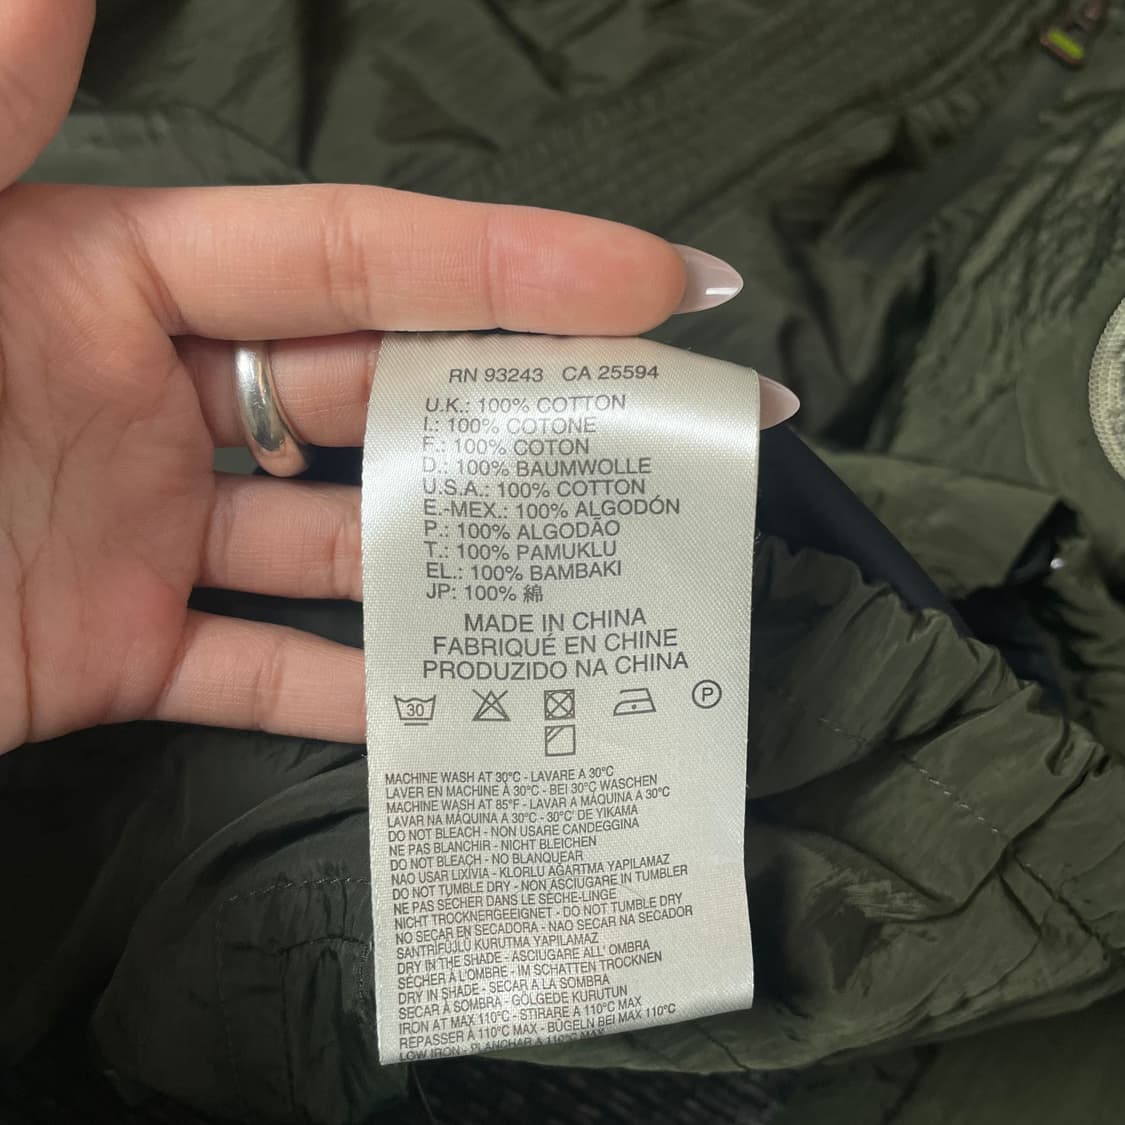 RN 93243 CA 25594
U.K.: 100% COTTON
I.: 100% COTONE
F.: 100% COTON
D.: 100% BAUMWOLLE
U.S.A.: 100% COTTON
E.-MEX.: 100% ALGODÓN
P.: 100% ALGODÃO
T.: 100% PAMUKLU
EL.: 100% BAMBAKI
JP: 100% 綿
MADE IN CHINA
FABRIQUÉ EN CHINE
PRODUZIDO NA CHINA
30 P
MACHINE WASH AT 30°C - LAVARE A 30°C
LAVER EN MACHINE À 30°C - BEI 30°C WASCHEN
MACHINE WASH AT 85°F - LAVAR A MÁQUINA A 30°C
LAVAR NA MÁQUINA A 30°C - 30°C' DE YIKAMA
DO NOT BLEACH - NON USARE CANDEGGINA
NE PAS BLANCHIR - NICHT BLEICHEN
DO NOT BLEACH - NO BLANQUEAR
NAO USAR LIXÍVIA - KLORLU AĞARTMA YAPILAMAZ
DO NOT TUMBLE DRY - NON ASCIUGARE IN TUMBLER
NE PAS SÉCHER DANS LE SÈCHE-LINGE
NICHT TROCKNERGEEIGNET - DO NOT TUMBLE DRY
NO SECAR EN SECADORA - NAO SECAR NA SECADOR
SANTRİFÜJLÜ KURUTMA YAPILAMAZ
DRY IN THE SHADE - ASCIUGARE ALL' OMBRA
SÉCHER À L'OMBRE - IM SCHATTEN TROCKNEN
DRY IN SHADE - SECAR A LA SOMBRA
SECAR À SOMBRA - GÖLGEDE KURUTUN
IRON AT MAX 110°C - STIRARE A 110°C MAX
REPASSER À 110°C MAX - BÜGELN BEI MAX 110°C
LOW IRON - PLANCHAR A 110°C MAX